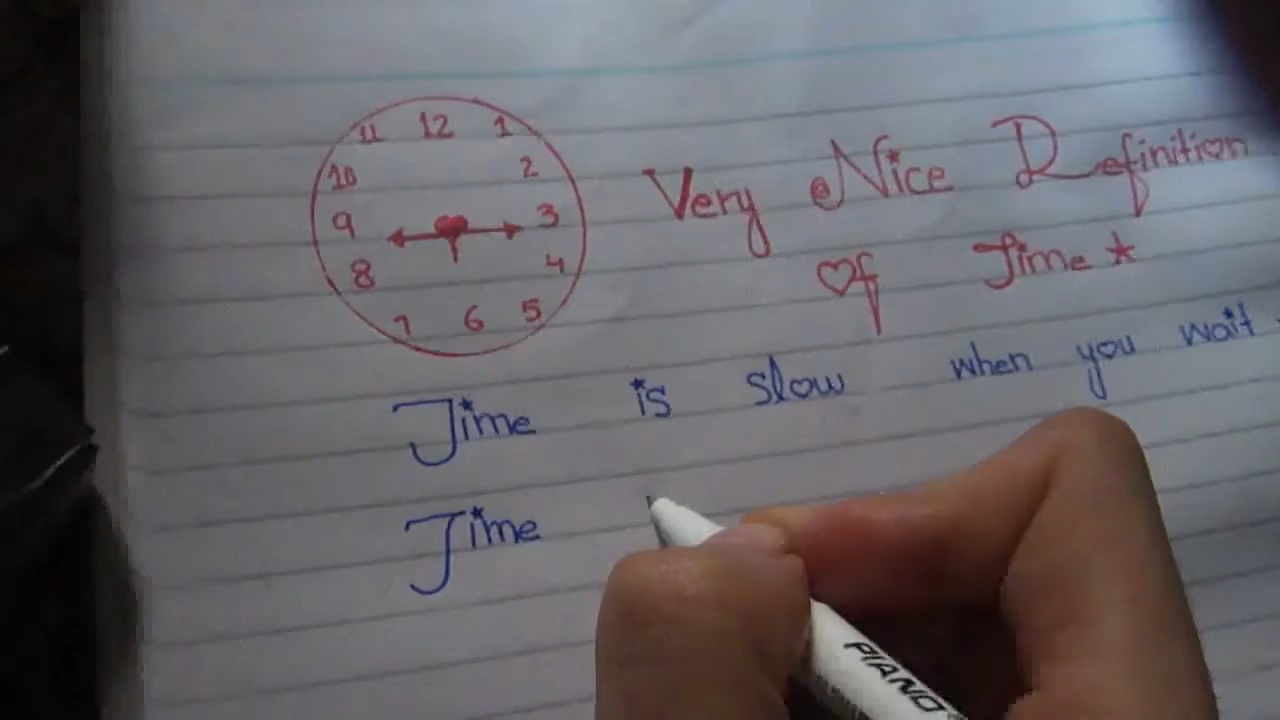 11 12 1
10 2
9 3
8 4
7 6 5
Very Nice Definition
Of Time
Time is slow when you wait
Time
PIANO